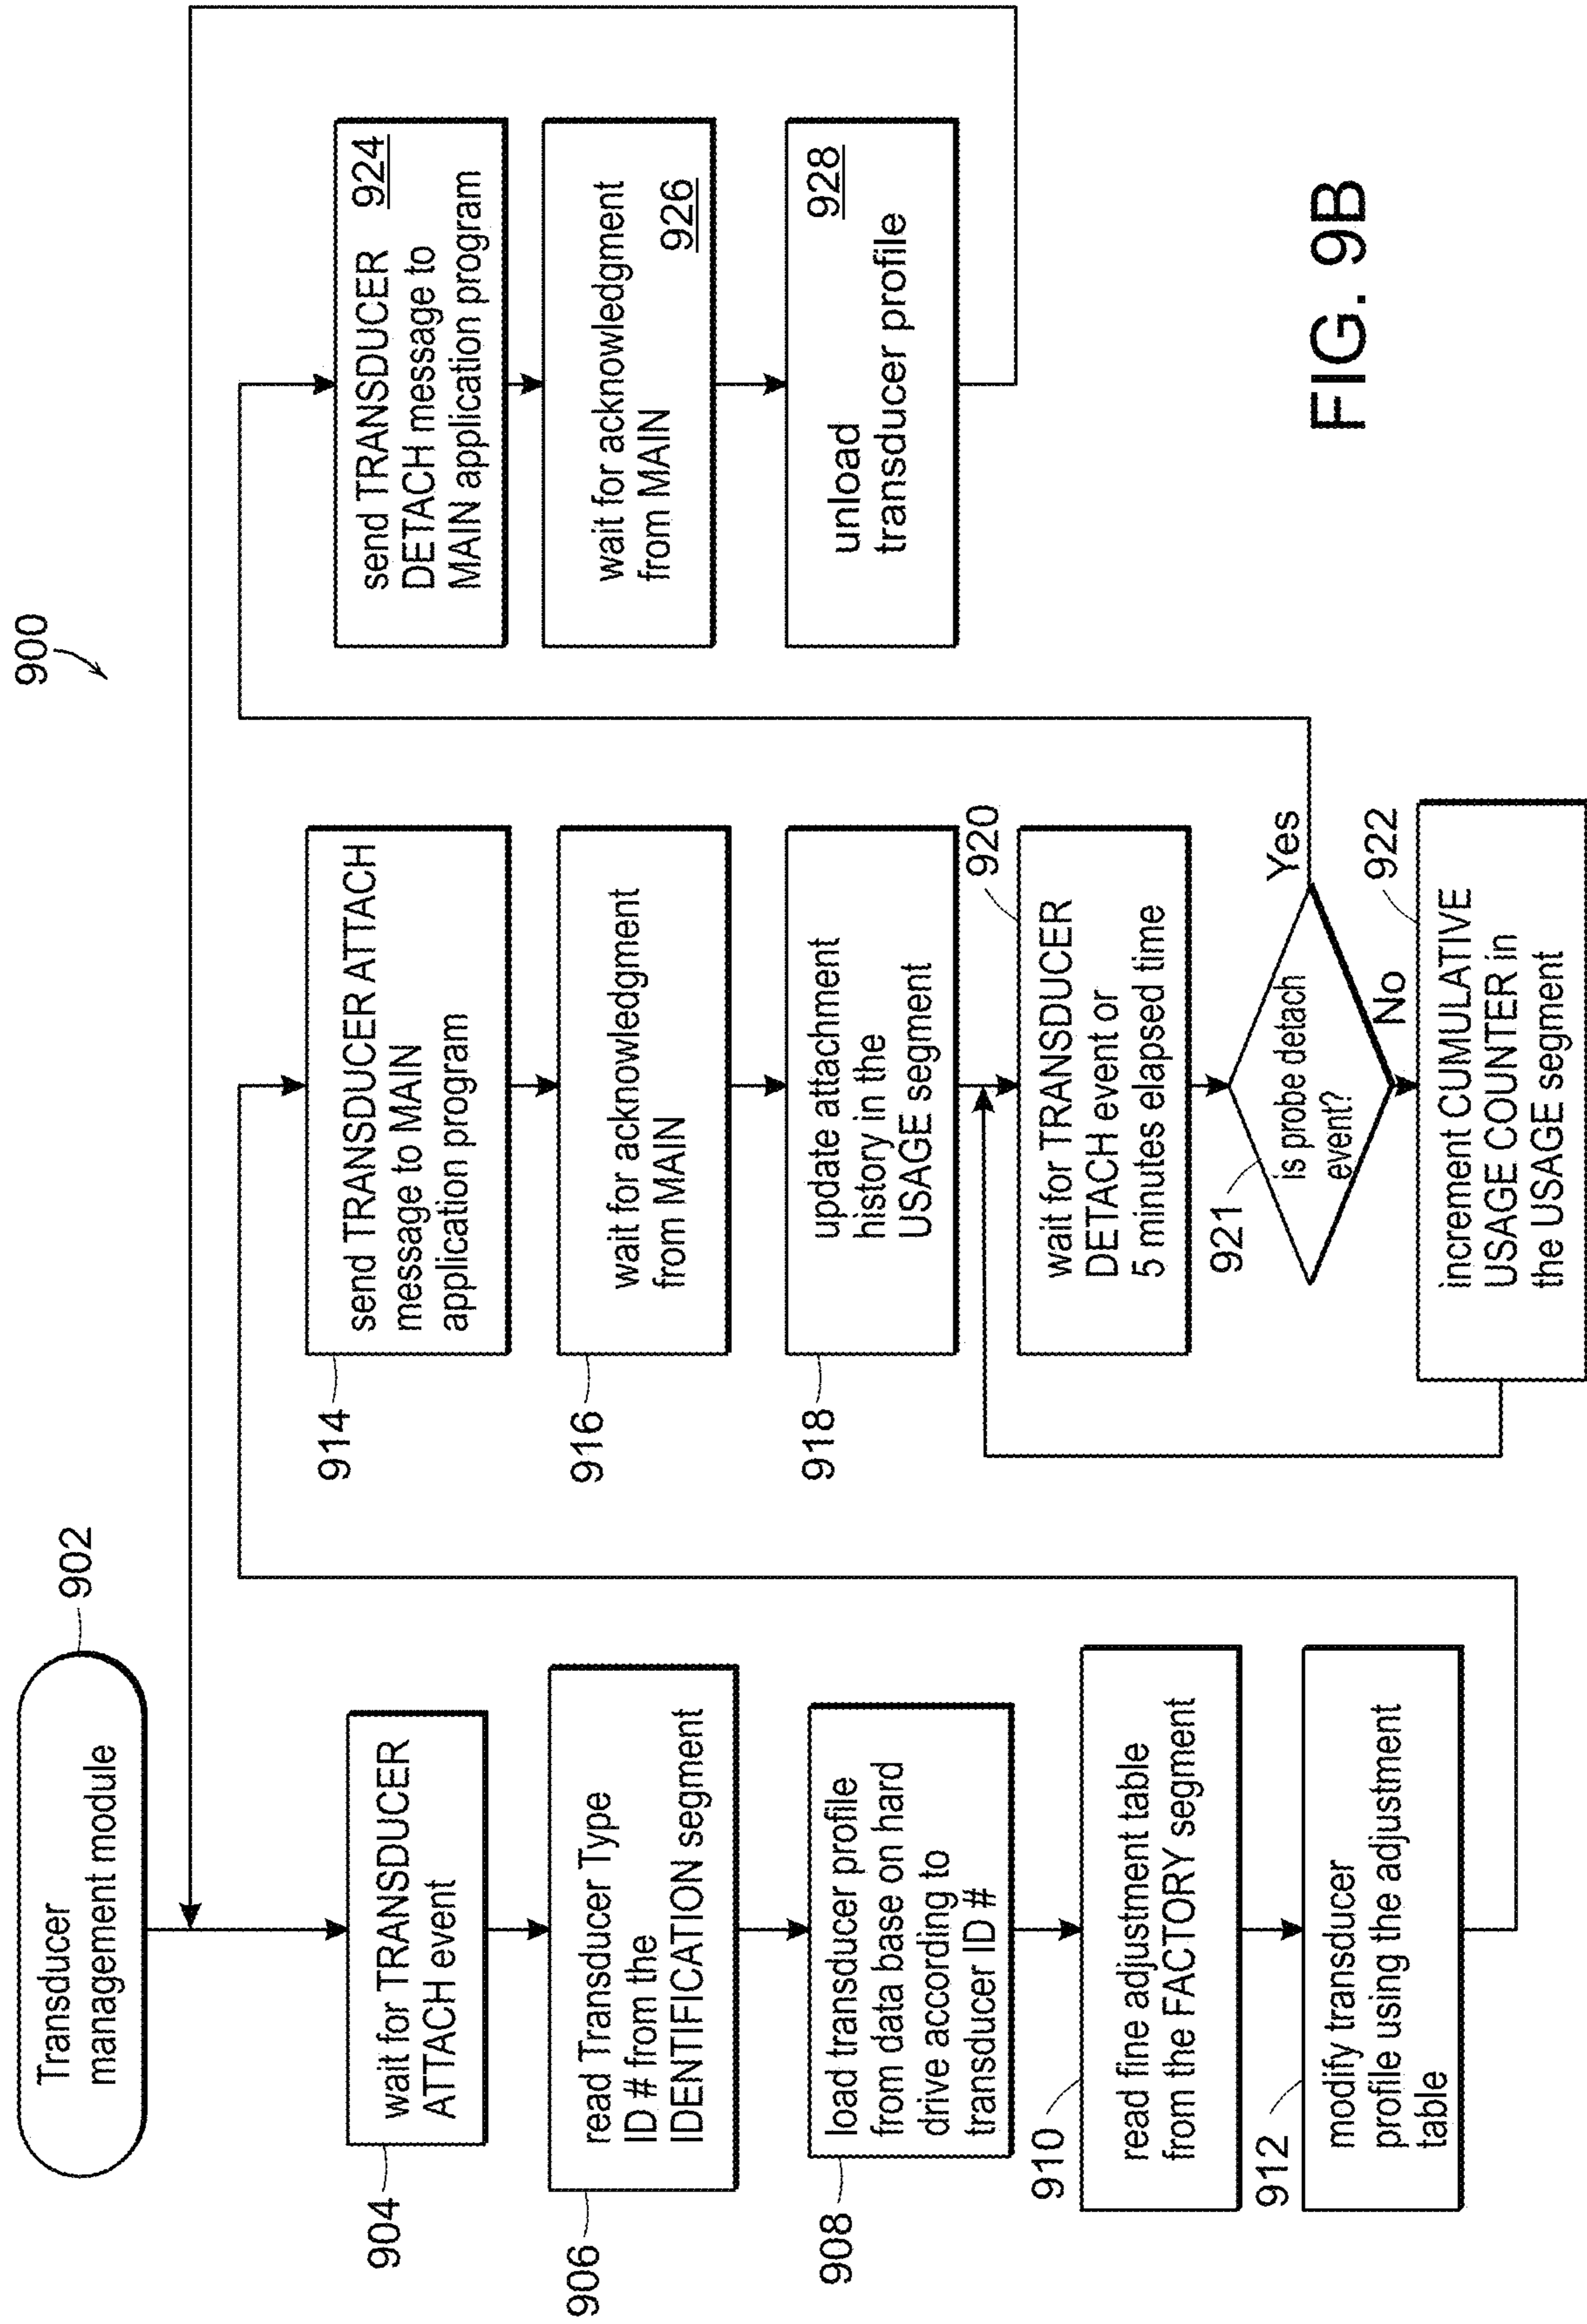 900
902
Transducer
management module
904
wait for TRANSDUCER
ATTACH event
906
read Transducer Type
ID # from the
IDENTIFICATION segment
908
load transducer profile
from data base on hard
drive according to
transducer ID #
910
read fine adjustment table
from the FACTORY segment
912
modify transducer
profile using the adjustment
table
914
send TRANSDUCER ATTACH
message to MAIN
application program
916
wait for acknowledgment
from MAIN
918
update attachment
history in the
USAGE segment
920
wait for TRANSDUCER
DETACH event or
5 minutes elapsed time
921
is probe detach
event?
Yes
No
922
increment CUMULATIVE
USAGE COUNTER in
the USAGE segment
924
send TRANSDUCER
DETACH message to
MAIN application program
wait for acknowledgment
from MAIN
926
928
unload
transducer profile
FIG. 9B